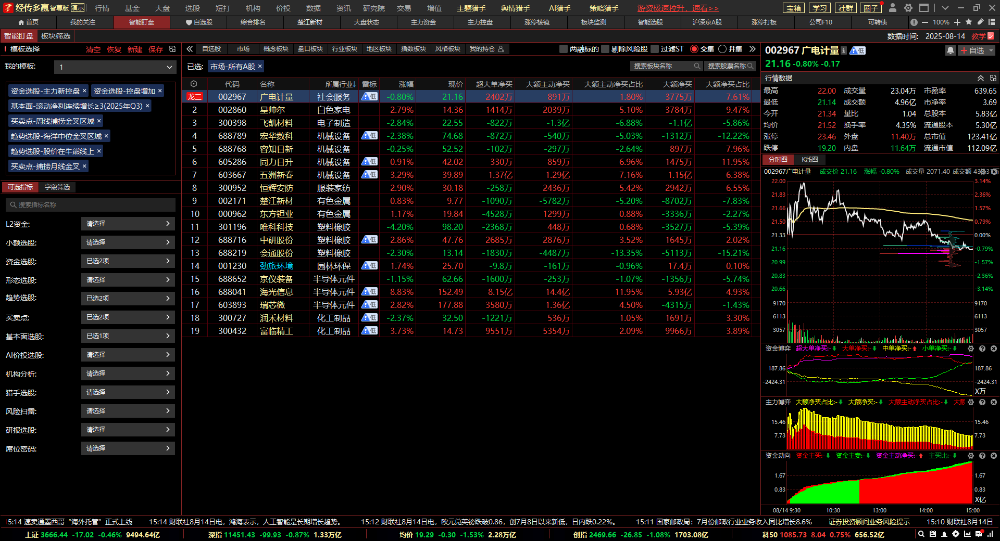 经传多赢 智尊版 演示 行情 基金 大盘 选股 短打 机构 价投 数据 资讯 研究院 交易 增值 主题猎手 舆情猎手 AI猎手 策略猎手 游资极速拉升，速看>> 宝箱 学习 社群 圈子
首页 我的关注 智能盯盘 自选股 综合排名 楚江新材 大盘状态 主力资金 主力控盘 涨停棱镜 板块监测 智能选股 沪深京A股 涨停打板 公司F10 可转债 100%
智能盯盘 板块筛选 数据时间: 2025-08-14 教学
模板选择 清空 恢复 新建 保存
我的模板: 1
资金选股-主力新控盘 × 资金选股-控盘增加 ×
基本面-滚动净利连续增长≥3(2025年Q3) ×
买卖点-周线捕捞金叉区域 ×
趋势选股-海洋中位金叉区域 ×
趋势选股-股价在牛熊线上 ×
买卖点-捕捞月线金叉 ×
可选指标 字段筛选
搜索指标名称
L2资金: 请选择
小额选股: 请选择
资金选股: 已选2项
形态选股: 请选择
趋势选股: 已选2项
买卖点: 已选2项
基本面选股: 已选1项
AI价投选股: 请选择
机构分析: 请选择
猎手选股: 请选择
风险扫雷: 请选择
研报选股: 请选择
席位密码: 请选择
自选股 市场 概念板块 盘口板块 行业板块 地区板块 指数板块 风格板块 我的持仓 两融标的 剔除风险股 过滤ST 交集 并集
已选: 市场-所有A股 × 搜索板块名称 搜索股票名称
代码 名称 所属行业↓ 雷标 涨幅 现价 超大单净买 大额主动净买 大额主动净买占比 大额净买 大额净买占比
龙三 002967 广电计量 社会服务 低 -0.80% 21.16 2402万 891万 1.80% 3775万 7.61%
2 002860 星帅尔 白色家电 2.79% 14.36 1414万 2039万 5.10% 3784万 9.47%
3 300398 飞凯材料 电子制造 -2.84% 22.55 -822万 -1.3亿 -6.88% -1.1亿 -5.86%
4 688789 宏华数科 机械设备 低 -2.38% 74.68 -872万 -540万 -5.03% -1312万 -12.22%
5 688768 容知日新 机械设备 -0.25% 52.52 -102万 -297万 -2.64% 897万 7.96%
6 605286 同力日升 机械设备 低 0.91% 42.02 330万 859万 6.96% 1475万 11.95%
7 603667 五洲新春 机械设备 低 3.29% 39.89 1.37亿 1.29亿 7.16% 1.15亿 6.38%
8 300952 恒辉安防 服装家纺 2.90% 30.18 -258万 2436万 5.42% 2942万 6.55%
9 002171 楚江新材 有色金属 0.83% 9.77 -1090万 -5782万 -5.20% -8702万 -7.83%
10 000962 东方钽业 有色金属 1.17% 19.84 -4528万 1299万 0.88% -3336万 -2.27%
11 301196 唯科科技 塑料橡胶 -4.20% 98.20 -2368万 448万 0.68% -3527万 -5.39%
12 688716 中研股份 塑料橡胶 低 2.86% 47.76 2685万 2876万 3.52% 1645万 2.02%
13 688219 会通股份 塑料橡胶 -2.30% 13.14 -1830万 -4487万 -13.35% -5113万 -15.21%
14 001230 劲旅环境 园林环保 低 1.74% 25.70 -9.8万 -161万 -0.96% 17.4万 0.10%
15 688652 京仪装备 半导体元件 -1.15% 62.66 -1600万 -253万 -1.07% -1356万 -5.74%
16 688041 海光信息 半导体元件 低 8.83% 152.49 8.15亿 14.4亿 11.95% 5.93亿 4.93%
17 603893 瑞芯微 半导体元件 低 2.82% 177.88 3580万 1.36亿 4.50% -4315万 -1.43%
18 300727 润禾材料 化工制品 低 -2.37% 32.50 -1221万 536万 1.05% 1691万 3.30%
19 300432 富临精工 化工制品 低 3.73% 14.73 9551万 5354万 2.09% 9966万 3.89%
002967 广电计量 低 自选
21.16 -0.80% -0.17
行情数据
最高 22.00 成交量 23.04万 市盈率 639.65
最低 21.14 成交额 4.96亿 市净率 3.69
今开 21.34 量比 1.04 总股本 5.83亿
均价 21.52 换手率 4.35% 流通股本 5.30亿
涨停 23.46 外盘 11.40万 总市值 123.41亿
跌停 19.20 内盘 11.64万 流通市值 112.09亿
分时图 K线图
002967广电计量 成交价 21.16 涨幅 -0.80% 成交量 2071.40 成交额
22.00 3.14%
21.83 2.36%
21.66 1.57%
21.50 0.79%
21.33 0.00%
21.16 -0.79%
20.99 -1.57%
20.83 -2.36%
20.66 -3.14%
9170 9170
6113 6113
3057 3057
资金博弈 超大单净买:- 大单净买:- 中单净买:- 小单净买:-
187.86 187.86
-2424.31 -2424.31
X万
主力博弈 大额净买占比:- 大额净买:- 大额主动净买占比:- 大额
15.46 15.46
7.73 7.73
资金动向 资金主买:- 资金主卖:- 资金主动净买:- 主买比:-
1.67 1.67
0.83 0.83
X亿
08/14 9:30 10:30 13:00 14:00 15:00
5:14 速卖通墨西哥“海外托管”正式上线 15:14 财联社8月14日电，鸿海表示，人工智能是长期增长趋势。 15:12 财联社8月14日电，欧元兑英镑跌破0.86，创7月8日以来新低，日内跌0.22%。 15:11 国家邮政局：7月份邮政行业业务收入同比增长8.6% 证券投资顾问业务风险提示 15:10 财联社8月14日
上证 3666.44 -17.02 -0.46% 9494.64亿 深指 11451.43 -99.93 -0.87% 1.33万亿 均价 19.29 -0.30 -1.53% 2.28万亿 创指 2469.66 -26.85 -1.08% 1703.08亿 科50 1085.73 8.04 0.75% 656.52亿